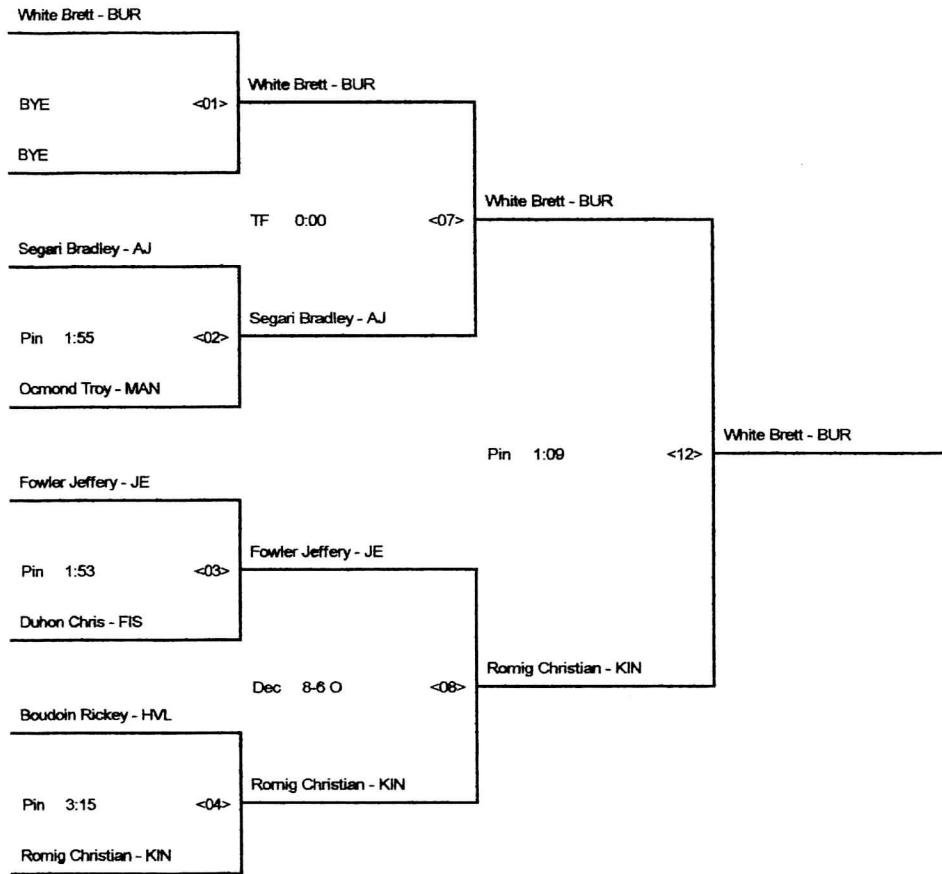 White Brett - BUR
White Brett - BUR
BYE <01>
BYE
White Brett - BUR
TF 0:00 <07>
Segari Bradley - AJ
Segari Bradley - AJ
Pin 1:55 <02>
Ocmond Troy - MAN
White Brett - BUR
Pin 1:09 <12>
Fowler Jeffery - JE
Fowler Jeffery - JE
Pin 1:53 <03>
Duhon Chris - FIS
Romig Christian - KIN
Dec 8-6 O <08>
Boudoin Rickey - HVL
Romig Christian - KIN
Pin 3:15 <04>
Romig Christian - KIN